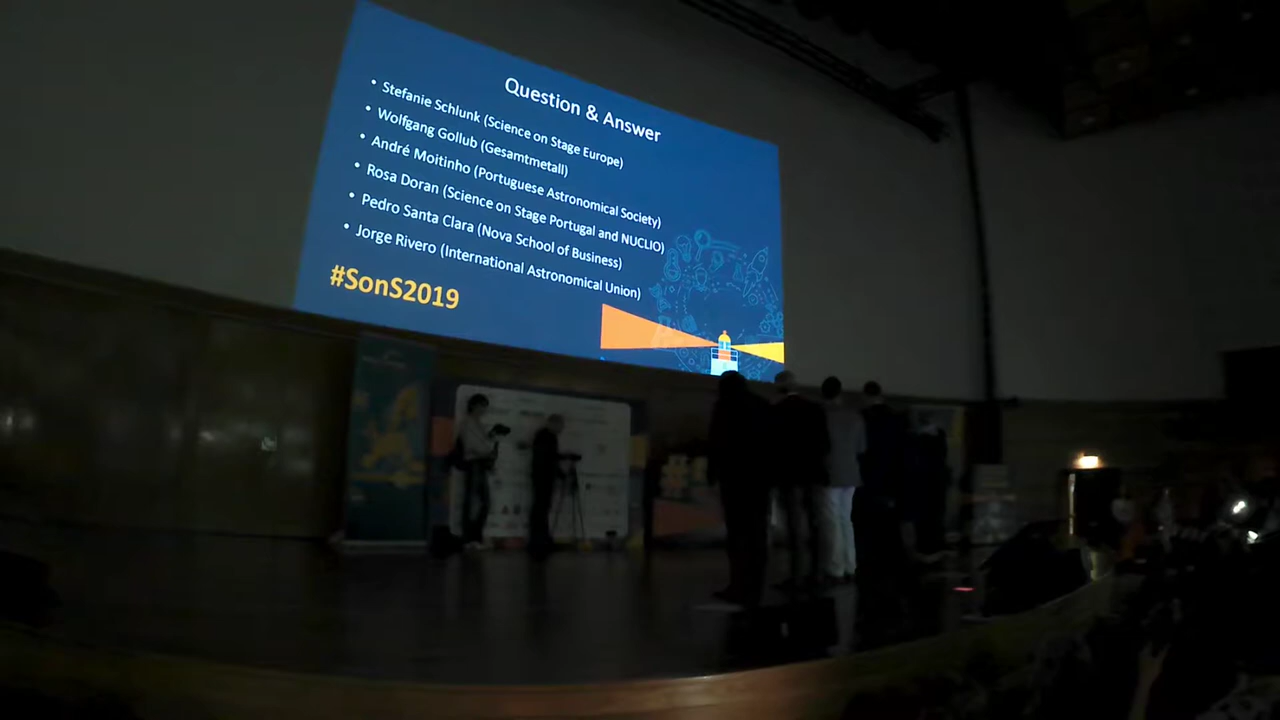 Question & Answer
• Stefanie Schlunk (Science on Stage Europe)
• Wolfgang Gollub (Gesamtmetall)
• André Moitinho (Portuguese Astronomical Society)
• Rosa Doran (Science on Stage Portugal and NUCLIO)
• Pedro Santa Clara (Nova School of Business)
• Jorge Rivero (International Astronomical Union)
#SonS2019